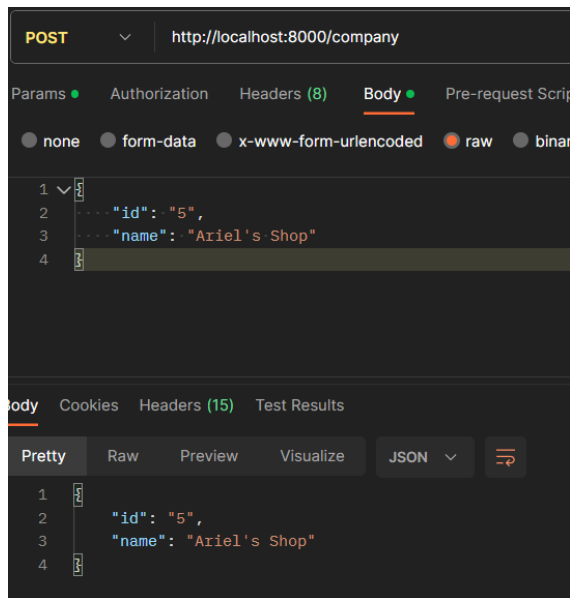 POST http://localhost:8000/company
Params Authorization Headers (8) Body Pre-request Scrip
none form-data x-www-form-urlencoded raw binar
1 {
2 "id": "5",
3 "name": "Ariel's Shop"
4 }
Body Cookies Headers (15) Test Results
Pretty Raw Preview Visualize JSON
1 {
2 "id": "5",
3 "name": "Ariel's Shop"
4 }